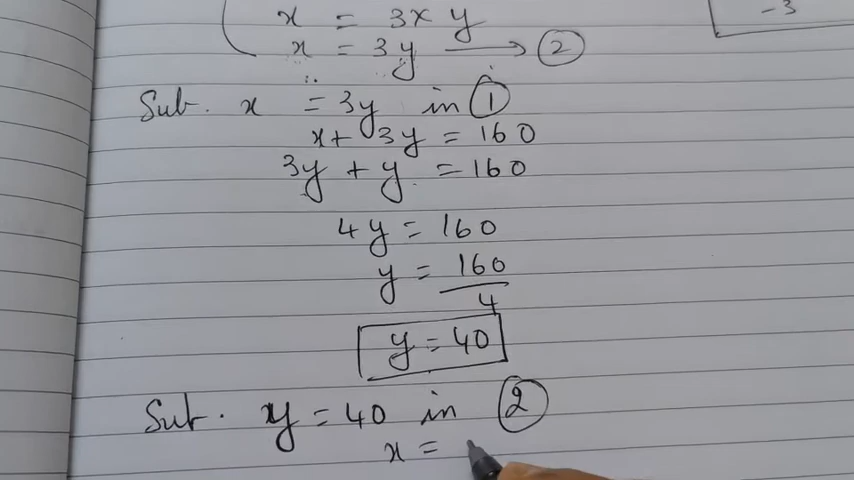 x = 3x y
-3
x = 3y → ②
Sub. x = 3y in ①
x + 3y = 160
3y + y = 160
4y = 160
y = 160
4
y = 40
Sub. y = 40 in ②
x =